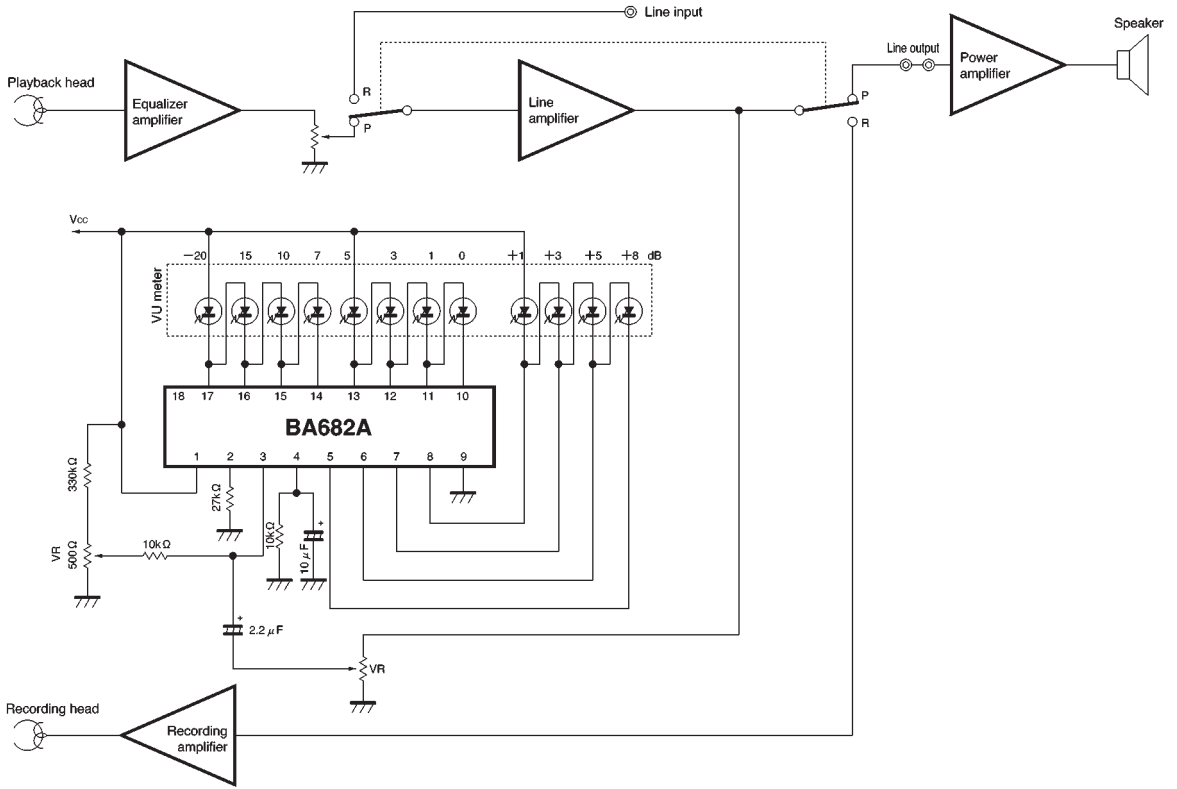 Line input
Speaker
Line output
Power
amplifier
Playback head
Equalizer
amplifier
R
P
Line
amplifier
P
R
Vcc
−20 15 10 7 5 3 1 0 +1 +3 +5 +8 dB
VU meter
18 17 16 15 14 13 12 11 10
BA682A
1 2 3 4 5 6 7 8 9
330kΩ
27kΩ
VR
500Ω
10kΩ
10kΩ
+
10μF
+
2.2μF
VR
Recording head
Recording
amplifier